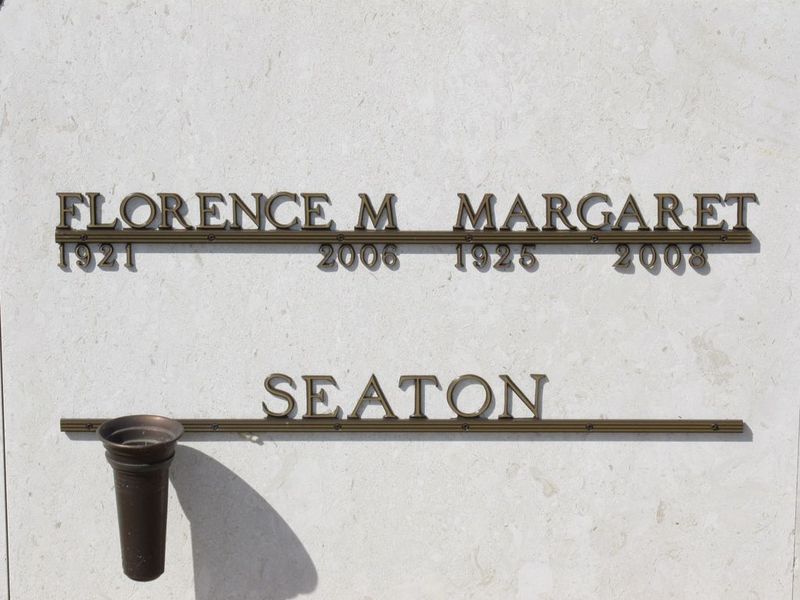 FLORENCE M MARGARET
1921 2006 1925 2008
SEATON